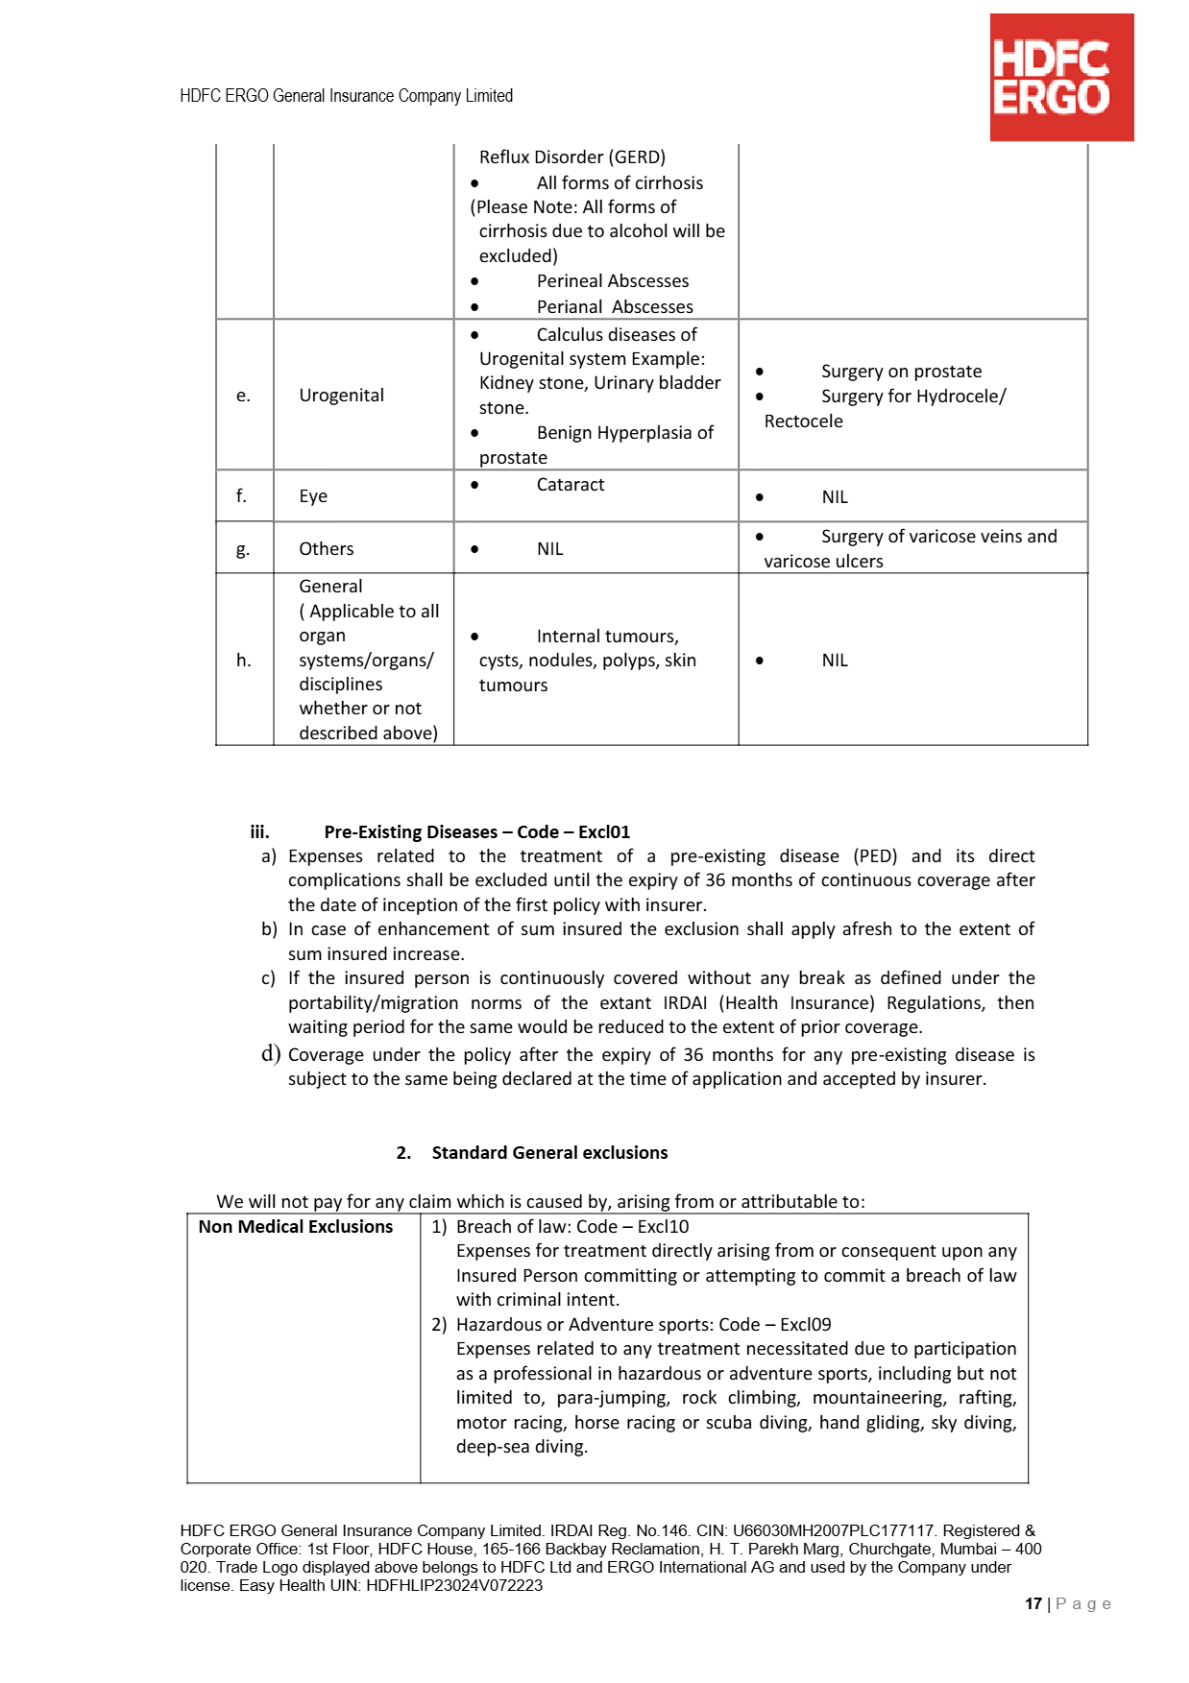 HDFC
ERGO
HDFC ERGO General Insurance Company Limited
Reflux Disorder (GERD)
• All forms of cirrhosis
(Please Note: All forms of
cirrhosis due to alcohol will be
excluded)
• Perineal Abscesses
• Perianal Abscesses
e.
Urogenital
• Calculus diseases of
Urogenital system Example:
Kidney stone, Urinary bladder
stone.
• Benign Hyperplasia of
prostate
• Surgery on prostate
• Surgery for Hydrocele/
Rectocele
f.
Eye
• Cataract
• NIL
g.
Others
• NIL
• Surgery of varicose veins and
varicose ulcers
h.
General
( Applicable to all
organ
systems/organs/
disciplines
whether or not
described above)
• Internal tumours,
cysts, nodules, polyps, skin
tumours
• NIL
iii. Pre-Existing Diseases – Code – Excl01
a) Expenses related to the treatment of a pre-existing disease (PED) and its direct
complications shall be excluded until the expiry of 36 months of continuous coverage after
the date of inception of the first policy with insurer.
b) In case of enhancement of sum insured the exclusion shall apply afresh to the extent of
sum insured increase.
c) If the insured person is continuously covered without any break as defined under the
portability/migration norms of the extant IRDAI (Health Insurance) Regulations, then
waiting period for the same would be reduced to the extent of prior coverage.
d) Coverage under the policy after the expiry of 36 months for any pre-existing disease is
subject to the same being declared at the time of application and accepted by insurer.
2. Standard General exclusions
We will not pay for any claim which is caused by, arising from or attributable to:
Non Medical Exclusions
1) Breach of law: Code – Excl10
Expenses for treatment directly arising from or consequent upon any
Insured Person committing or attempting to commit a breach of law
with criminal intent.
2) Hazardous or Adventure sports: Code – Excl09
Expenses related to any treatment necessitated due to participation
as a professional in hazardous or adventure sports, including but not
limited to, para-jumping, rock climbing, mountaineering, rafting,
motor racing, horse racing or scuba diving, hand gliding, sky diving,
deep-sea diving.
HDFC ERGO General Insurance Company Limited. IRDAI Reg. No.146. CIN: U66030MH2007PLC177117. Registered &
Corporate Office: 1st Floor, HDFC House, 165-166 Backbay Reclamation, H. T. Parekh Marg, Churchgate, Mumbai – 400
020. Trade Logo displayed above belongs to HDFC Ltd and ERGO International AG and used by the Company under
license. Easy Health UIN: HDFHLIP23024V072223
17 | P a g e